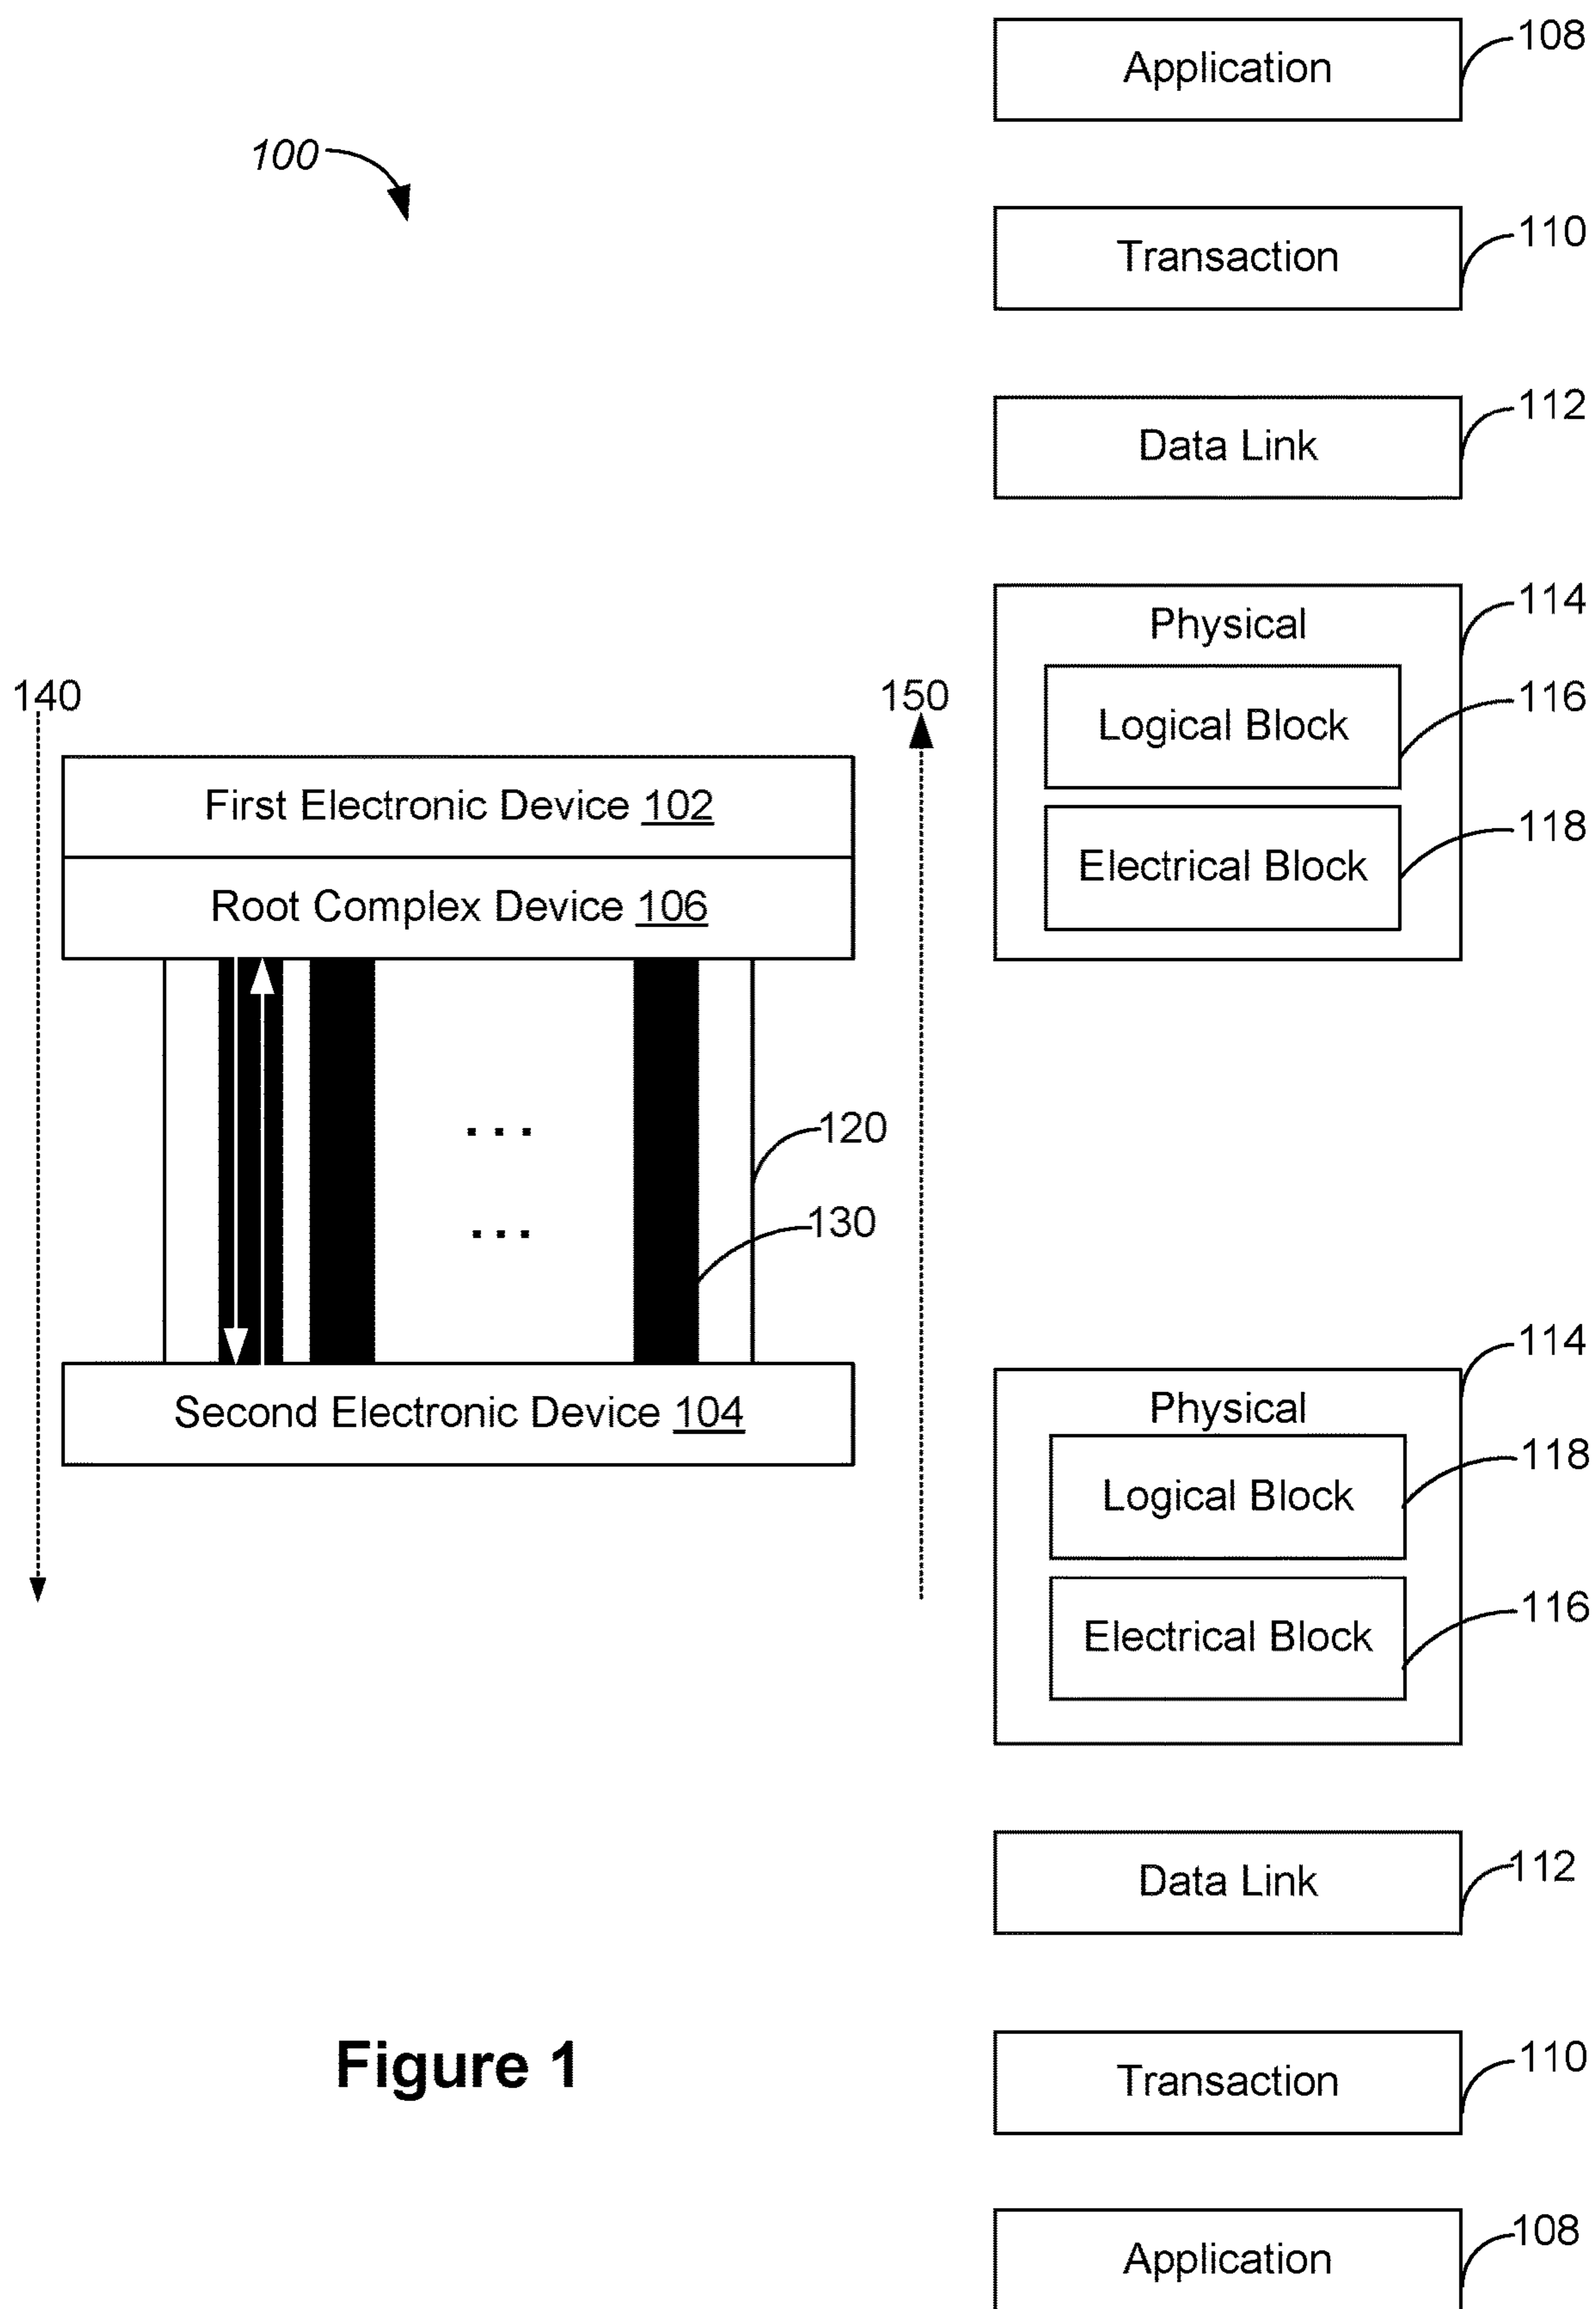 108
Application
100
110
Transaction
112
Data Link
114
Physical
140
150
116
Logical Block
First Electronic Device 102
118
Electrical Block
Root Complex Device 106
...
120
...
130
114
Second Electronic Device 104
Physical
118
Logical Block
116
Electrical Block
112
Data Link
110
Transaction
Figure 1
108
Application